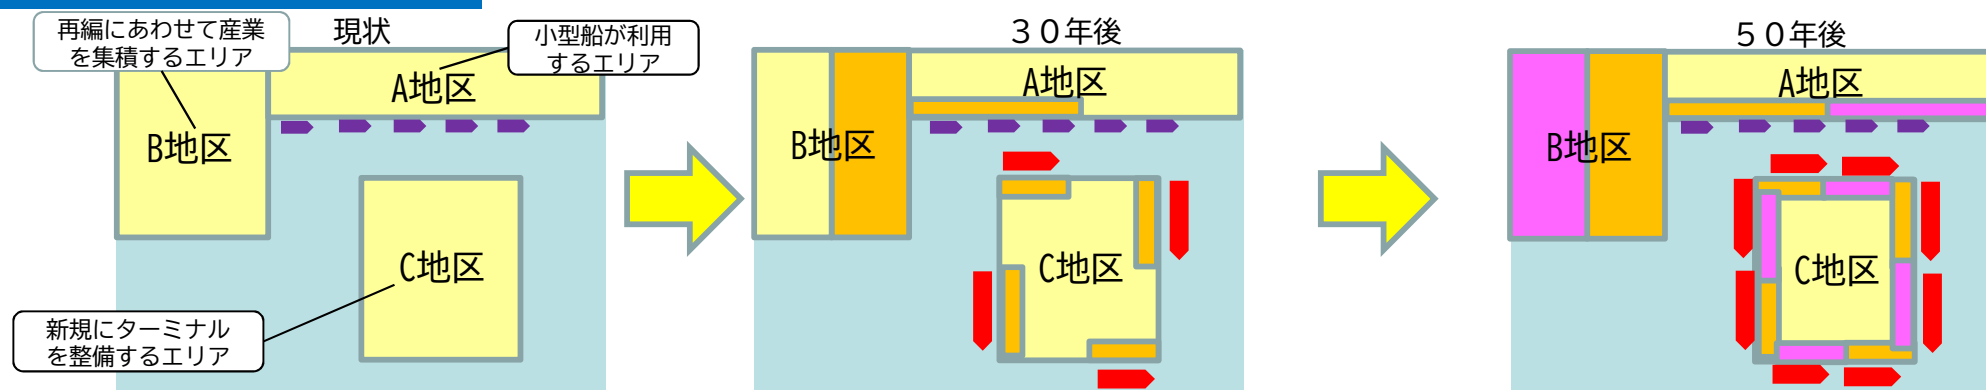 再編にあわせて産業
を集積するエリア
現状
小型船が利用
するエリア
A地区
B地区
C地区
新規にターミナル
を整備するエリア
３０年後
A地区
B地区
C地区
５０年後
A地区
B地区
C地区